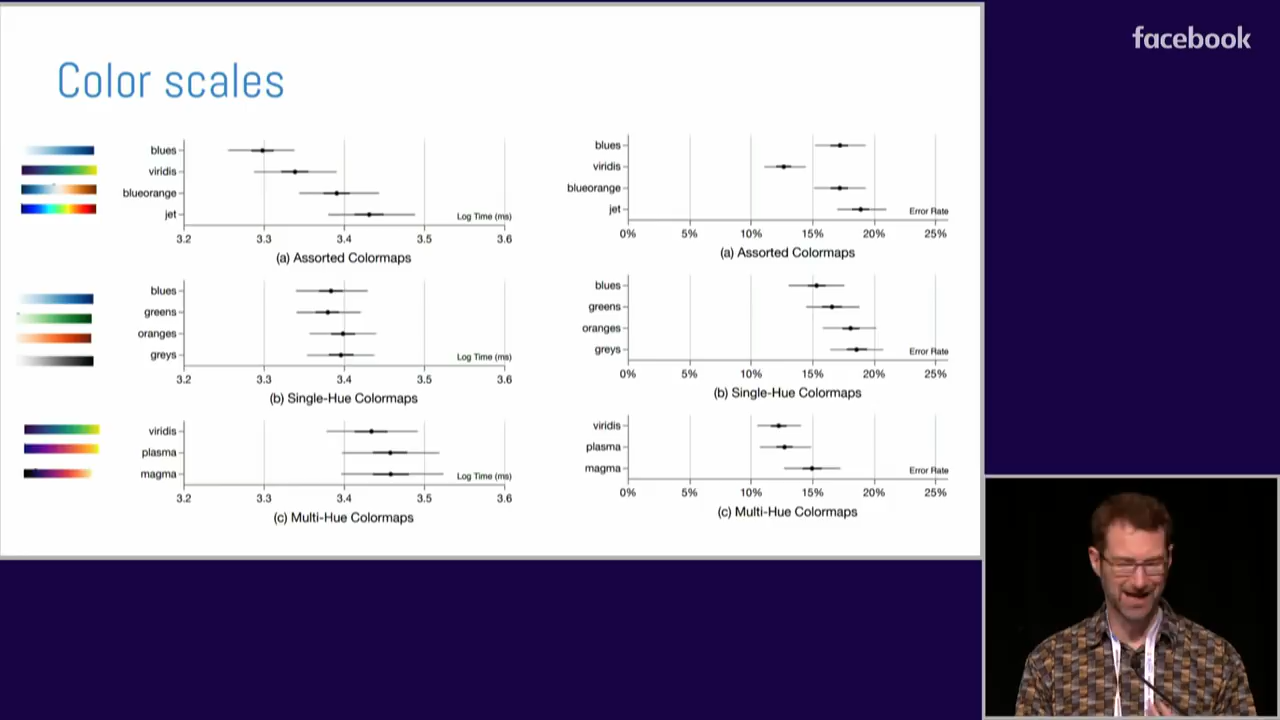 facebook
Color scales
blues
viridis
blueorange
jet
Log Time (ms)
3.2 3.3 3.4 3.5 3.6
(a) Assorted Colormaps
blues
viridis
blueorange
jet
Error Rate
0% 5% 10% 15% 20% 25%
(a) Assorted Colormaps
blues
greens
oranges
greys
Log Time (ms)
3.2 3.3 3.4 3.5 3.6
(b) Single-Hue Colormaps
blues
greens
oranges
greys
Error Rate
0% 5% 10% 15% 20% 25%
(b) Single-Hue Colormaps
viridis
plasma
magma
Log Time (ms)
3.2 3.3 3.4 3.5 3.6
(c) Multi-Hue Colormaps
viridis
plasma
magma
Error Rate
0% 5% 10% 15% 20% 25%
(c) Multi-Hue Colormaps